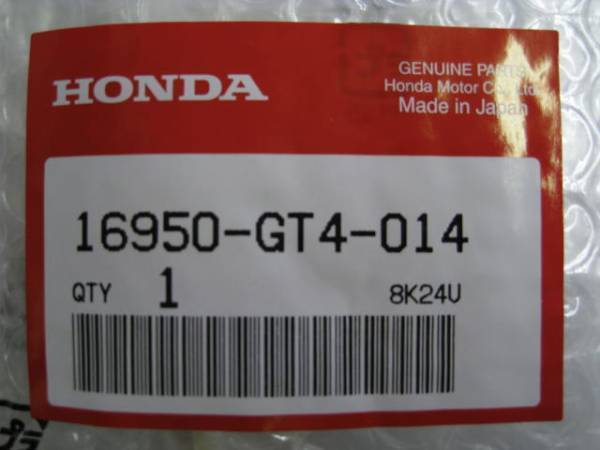 HONDA
GENUINE PARTS
Honda Motor Co., Ltd.
Made in Japan
16950-GT4-014
QTY 1 8K24U